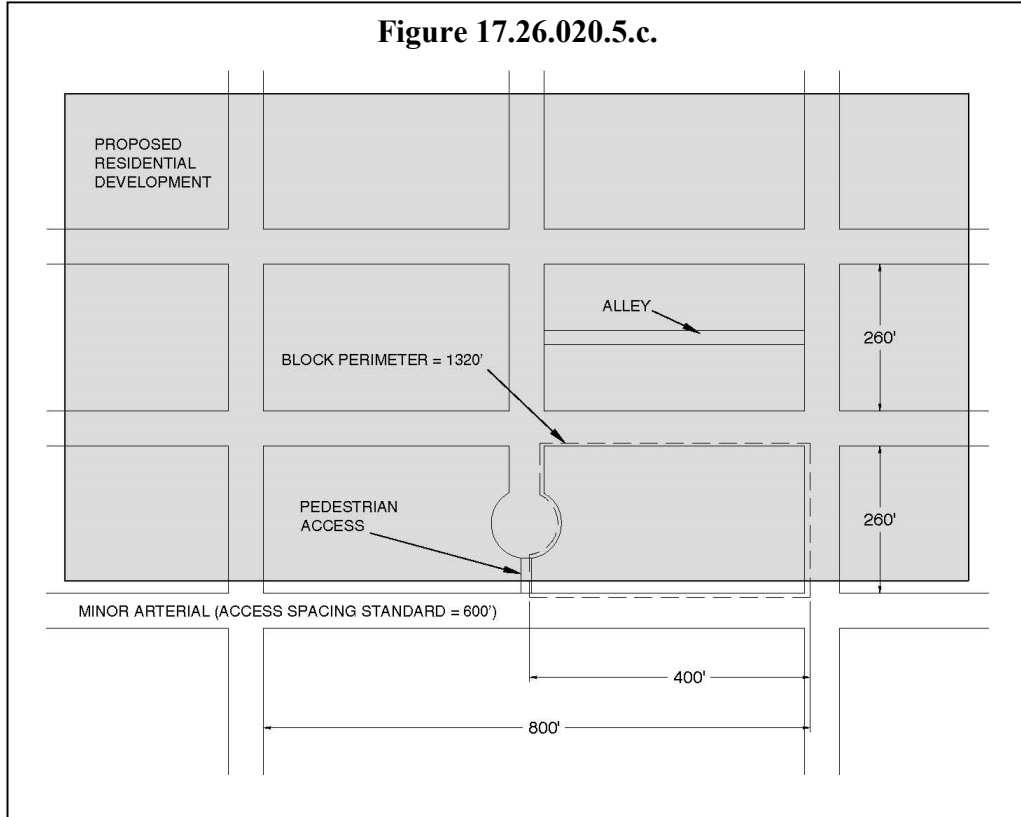 Figure 17.26.020.5.c.
PROPOSED
RESIDENTIAL
DEVELOPMENT
ALLEY
260'
BLOCK PERIMETER = 1320'
PEDESTRIAN
ACCESS
260'
MINOR ARTERIAL (ACCESS SPACING STANDARD = 600')
400'
800'